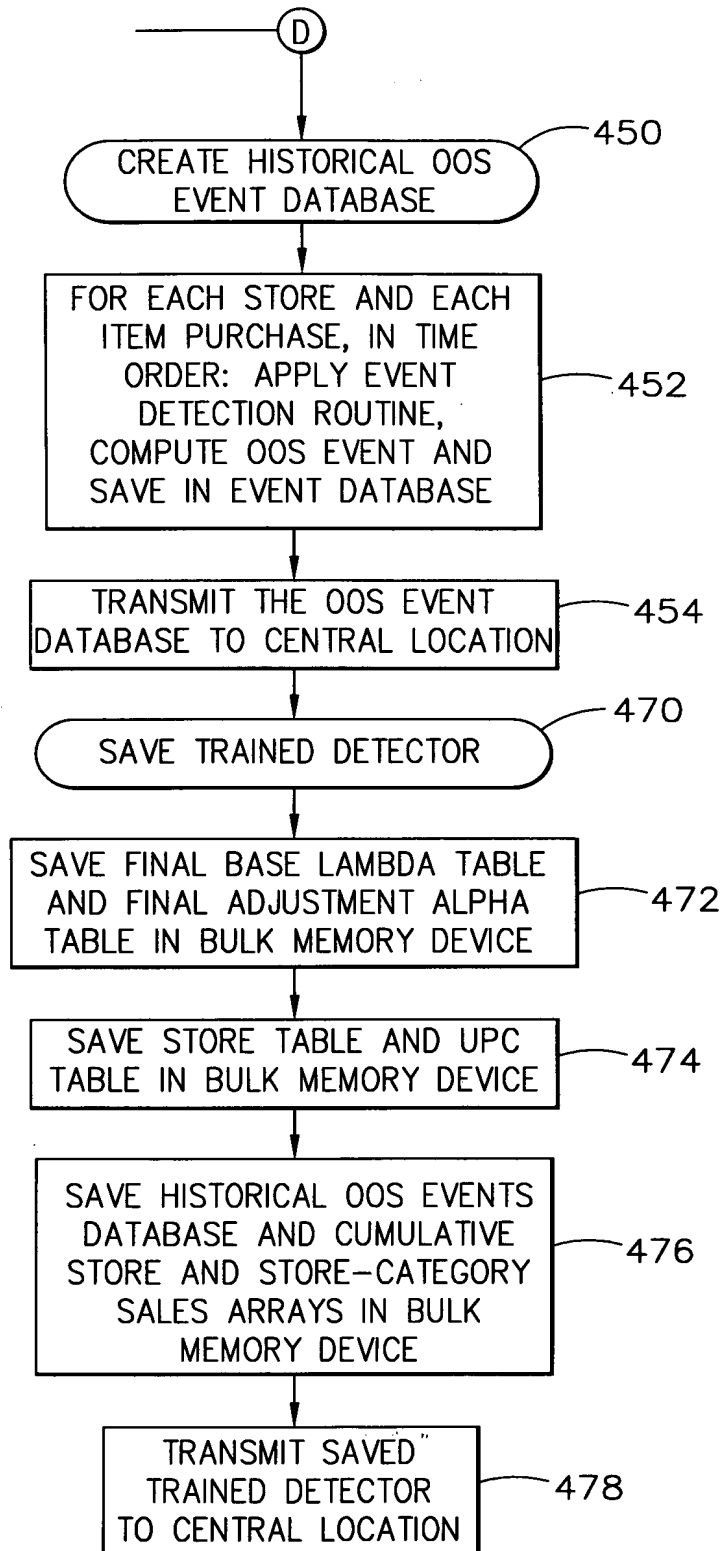 D
CREATE HISTORICAL OOS
EVENT DATABASE
450
FOR EACH STORE AND EACH
ITEM PURCHASE, IN TIME
ORDER: APPLY EVENT
DETECTION ROUTINE,
COMPUTE OOS EVENT AND
SAVE IN EVENT DATABASE
452
TRANSMIT THE OOS EVENT
DATABASE TO CENTRAL LOCATION
454
SAVE TRAINED DETECTOR
470
SAVE FINAL BASE LAMBDA TABLE
AND FINAL ADJUSTMENT ALPHA
TABLE IN BULK MEMORY DEVICE
472
SAVE STORE TABLE AND UPC
TABLE IN BULK MEMORY DEVICE
474
SAVE HISTORICAL OOS EVENTS
DATABASE AND CUMULATIVE
STORE AND STORE-CATEGORY
SALES ARRAYS IN BULK
MEMORY DEVICE
476
TRANSMIT SAVED
TRAINED DETECTOR
TO CENTRAL LOCATION
478